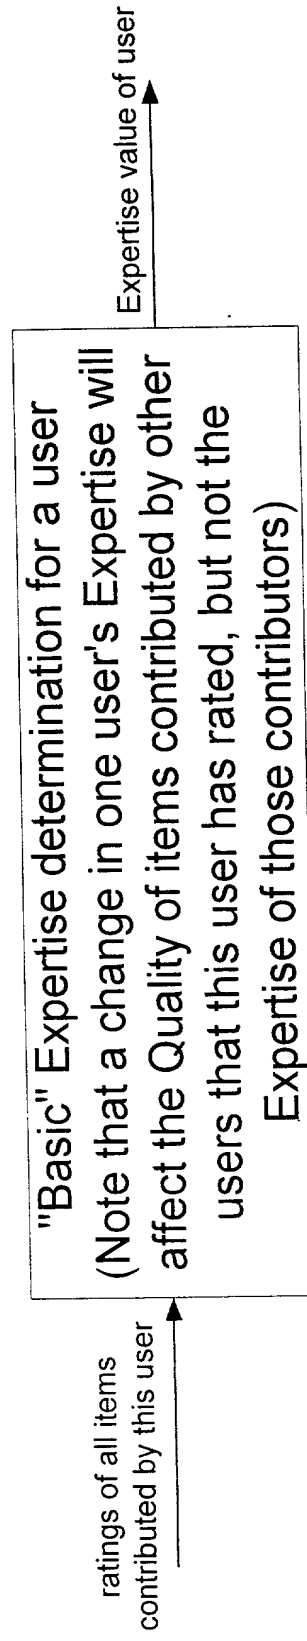 ratings of all items
contributed by this user
"Basic" Expertise determination for a user
(Note that a change in one user's Expertise will
affect the Quality of items contributed by other
users that this user has rated, but not the
Expertise of those contributors)
Expertise value of user